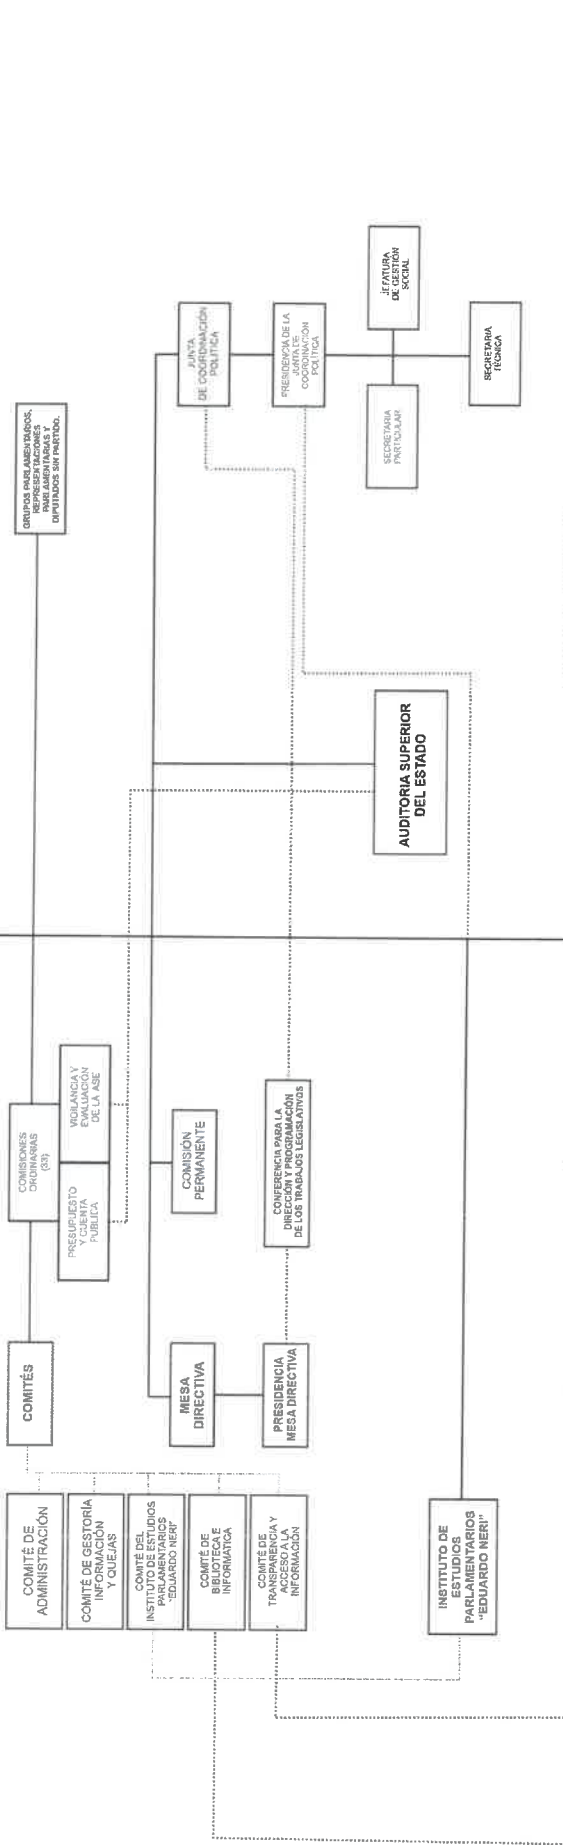 COMITÉ DE
ADMINISTRACIÓN
COMITÉ DE GESTORÍA
INFORMACIÓN
Y QUEJAS
COMITÉ DEL
INSTITUTO DE ESTUDIOS
PARLAMENTARIOS
"EDUARDO NERI"
COMITÉ DE
BIBLIOTECA E
INFORMATICA
COMITÉ DE
TRANSPARENCIA Y
ACCESO A LA
INFORMACIÓN
COMITÉS
COMISIONES
ORDINARIAS
(33)
PRESUPUESTO
Y CUENTA
PUBLICA
VIGILANCIA Y
EVALUACIÓN
DE LA ASE
GRUPOS PARLAMENTARIOS,
REPRESENTACIONES
PARLAMENTARIAS Y
DIPUTADOS SIN PARTIDO.
MESA
DIRECTIVA
PRESIDENCIA
MESA DIRECTIVA
COMISIÓN
PERMANENTE
CONFERENCIA PARA LA
DIRECCIÓN Y PROGRAMACIÓN
DE LOS TRABAJOS LEGISLATIVOS
JUNTA
DE COORDINACIÓN
POLITICA
PRESIDENCIA DE LA
JUNTA DE
COORDINACIÓN
POLÍTICA
SECRETARIA
PARTICULAR
JEFATURA
DE GESTIÓN
SOCIAL
SECRETARIA
TÉCNICA
AUDITORIA SUPERIOR
DEL ESTADO
INSTITUTO DE
ESTUDIOS
PARLAMENTARIOS
"EDUARDO NERI"